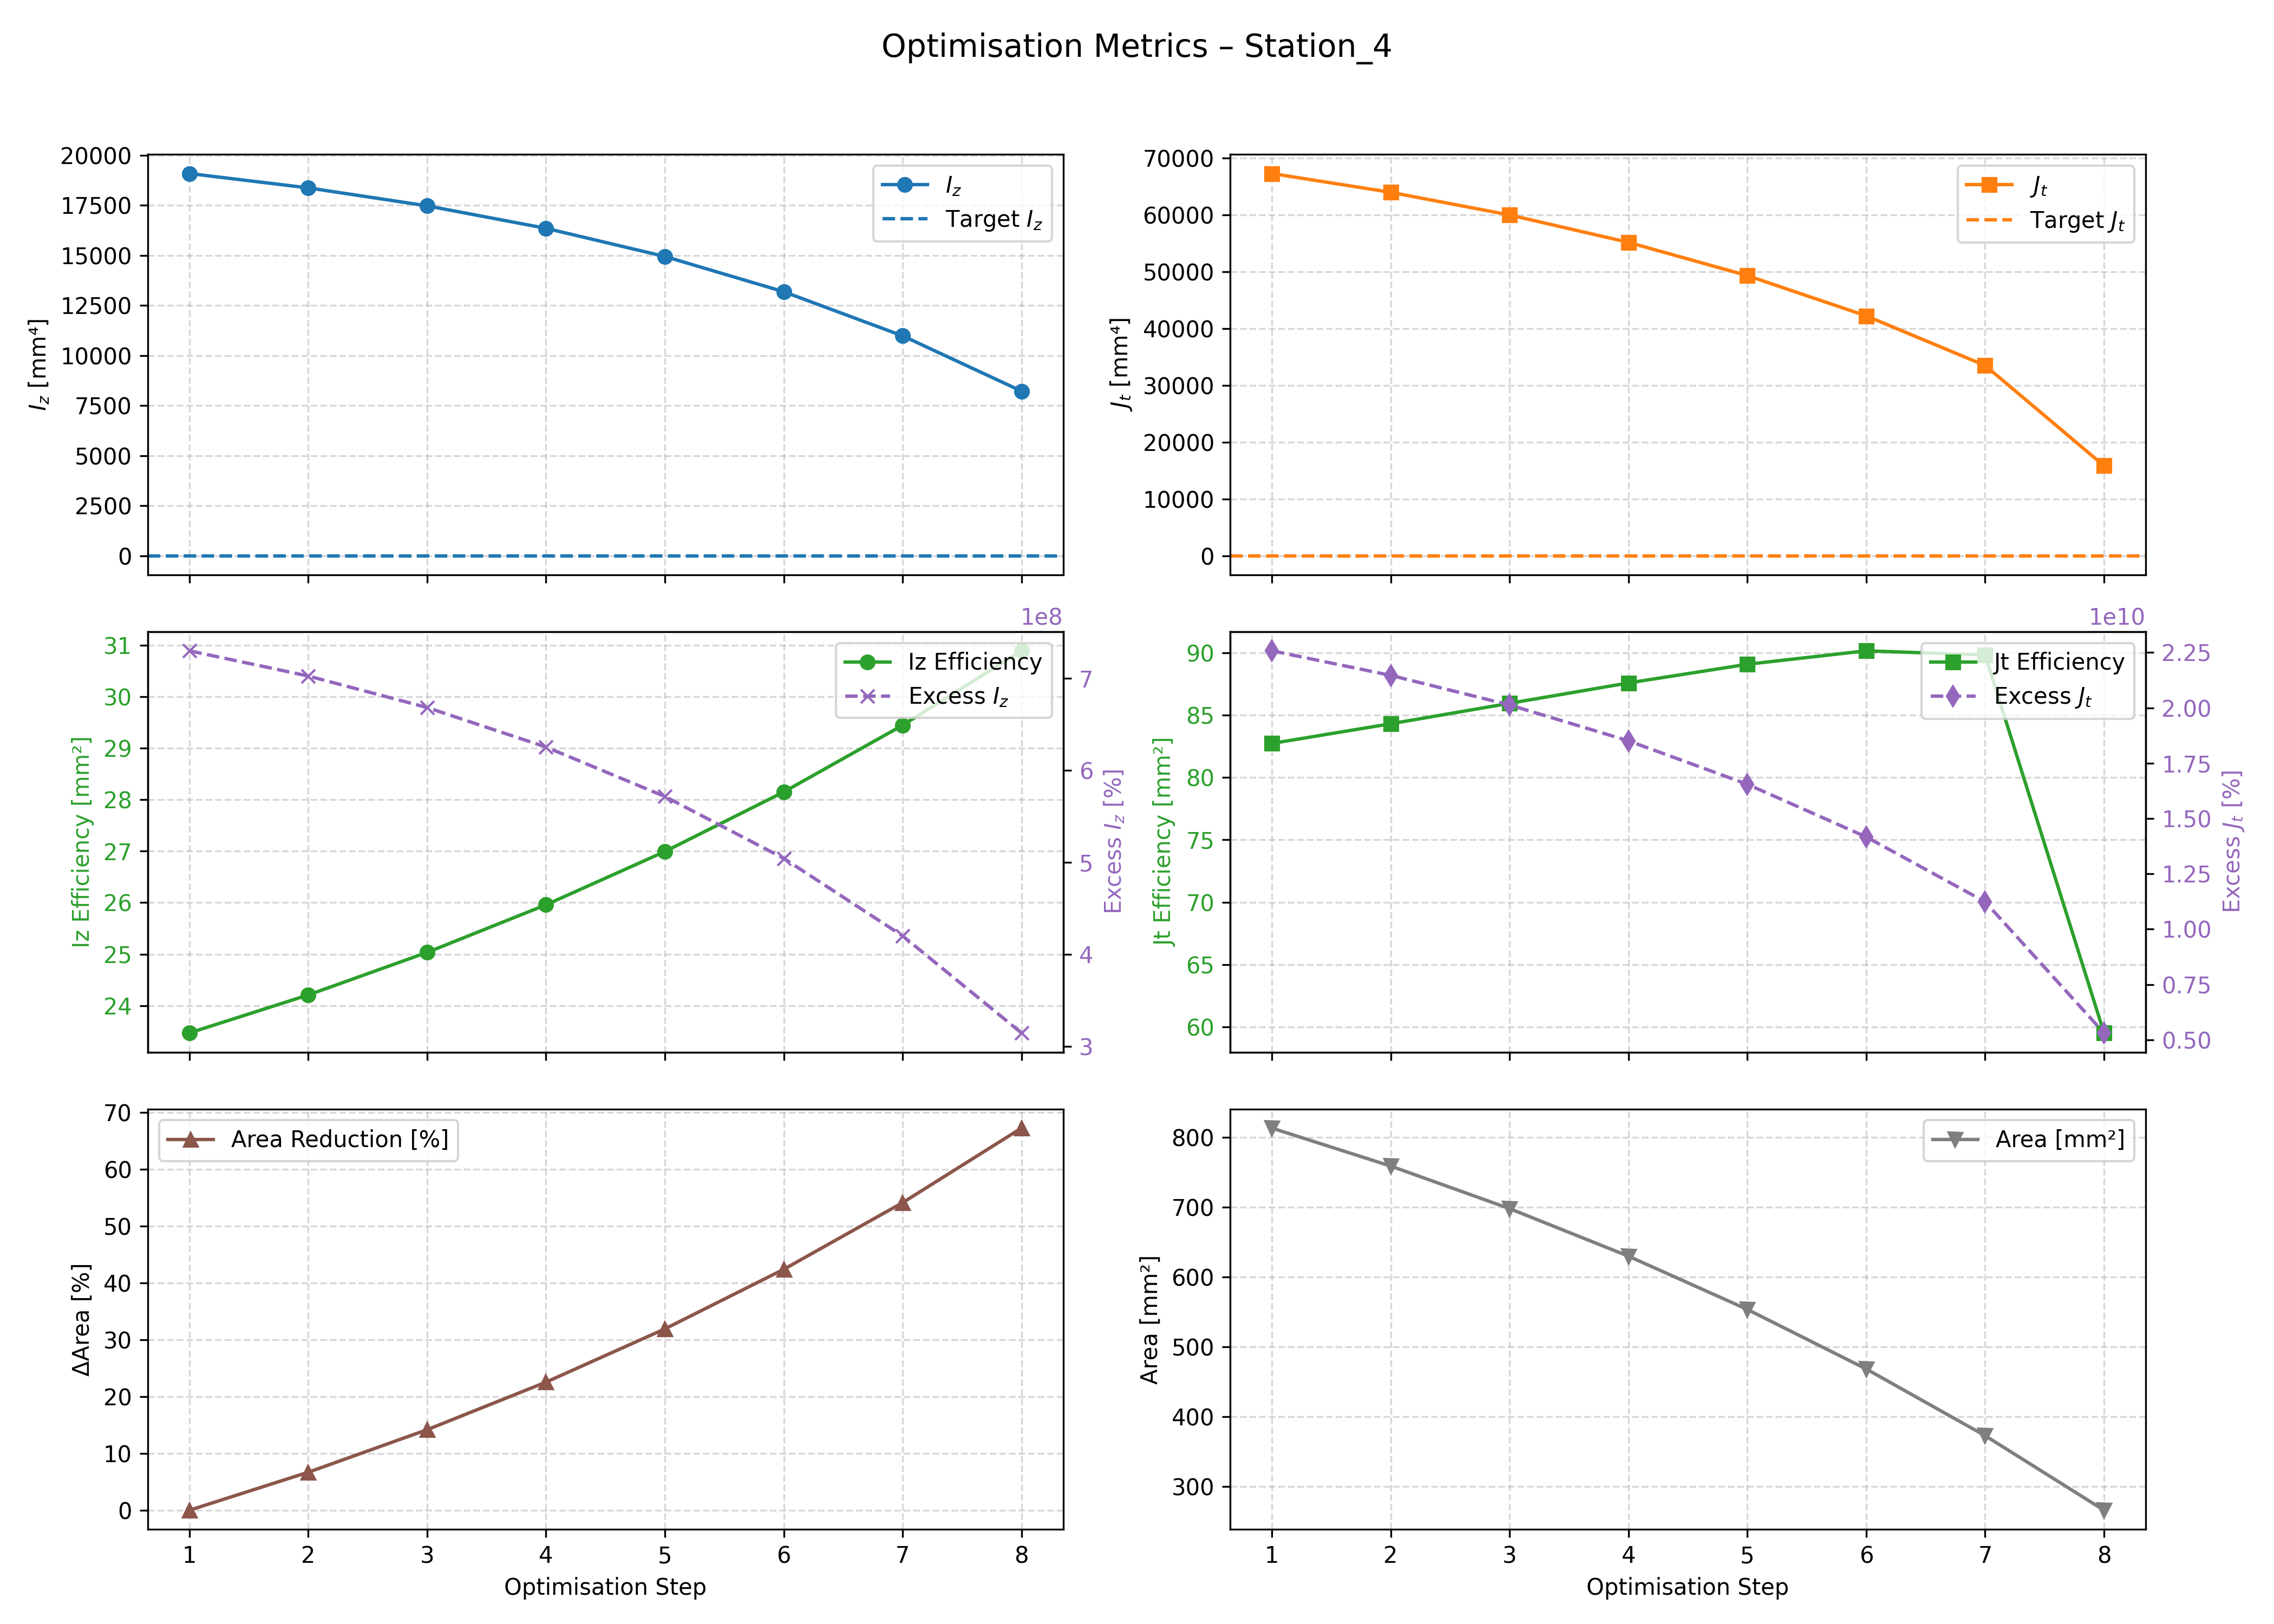 Optimisation Metrics – Station_4
20000
17500
15000
12500
10000
7500
5000
2500
0
I_z [mm⁴]
I_z
Target I_z
70000
60000
50000
40000
30000
20000
10000
0
J_t [mm⁴]
J_t
Target J_t
31
30
29
28
27
26
25
24
Iz Efficiency [mm²]
Iz Efficiency
Excess I_z
1e8
7
6
5
4
3
Excess I_z [%]
90
85
80
75
70
65
60
Jt Efficiency [mm²]
Jt Efficiency
Excess J_t
1e10
2.25
2.00
1.75
1.50
1.25
1.00
0.75
0.50
Excess J_t [%]
70
60
50
40
30
20
10
0
ΔArea [%]
Area Reduction [%]
1 2 3 4 5 6 7 8
Optimisation Step
800
700
600
500
400
300
Area [mm²]
Area [mm²]
1 2 3 4 5 6 7 8
Optimisation Step